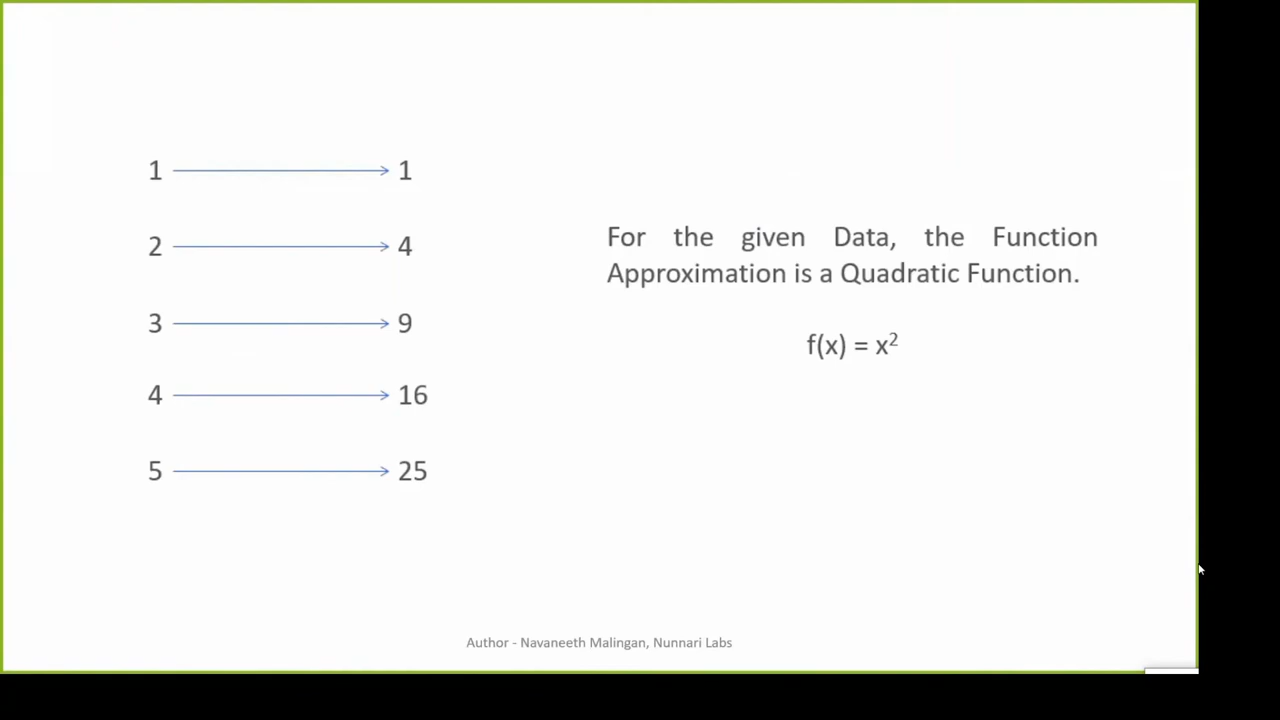 1 → 1
2 → 4
3 → 9
4 → 16
5 → 25
For the given Data, the Function
Approximation is a Quadratic Function.
f(x) = x²
Author - Navaneeth Malingan, Nunnari Labs